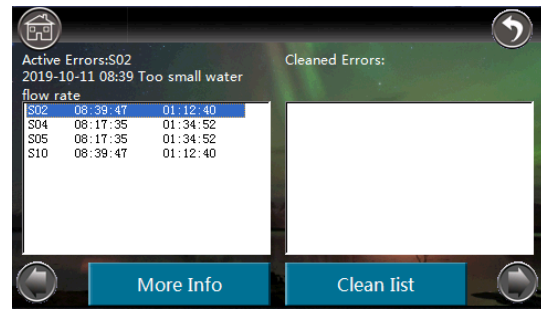 Active Errors:S02
2019-10-11 08:39 Too small water
flow rate
S02 08:39:47 01:12:40
S04 08:17:35 01:34:52
S05 08:17:35 01:34:52
S10 08:39:47 01:12:40
Cleaned Errors:
More Info
Clean Iist